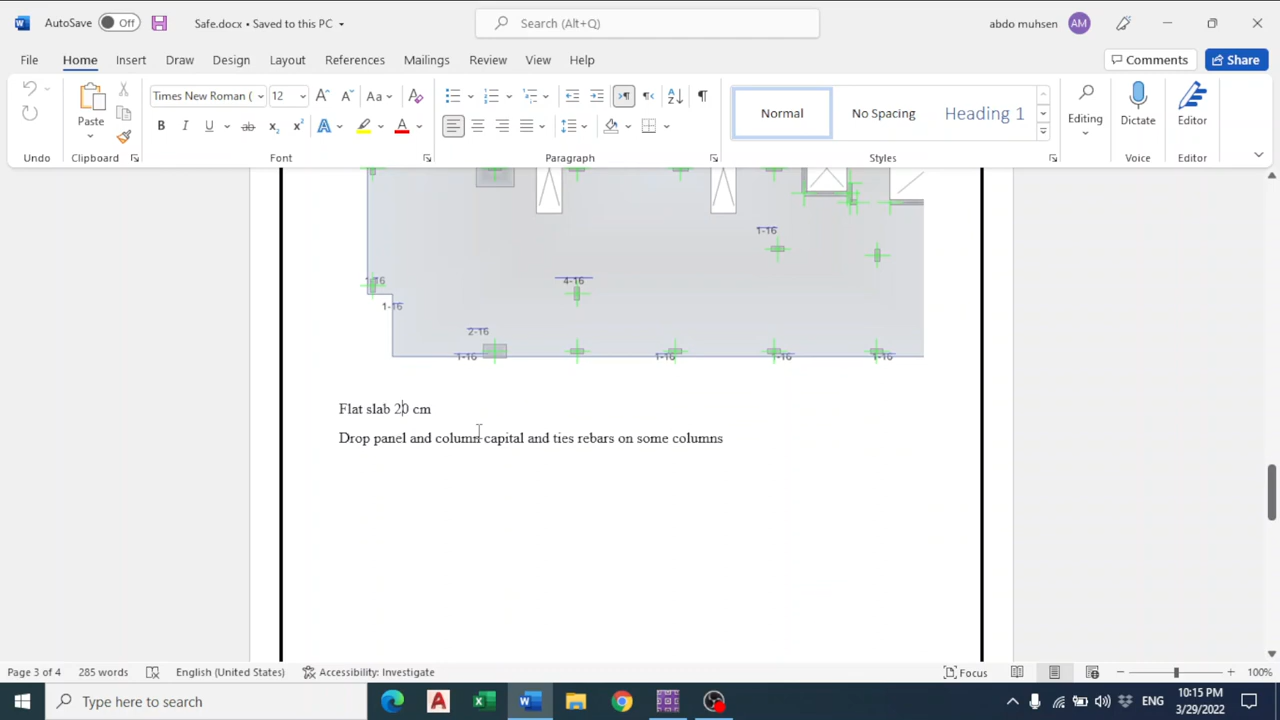 AutoSave Off Safe.docx • Saved to this PC Search (Alt+Q) abdo muhsen AM
File Home Insert Draw Design Layout References Mailings Review View Help Comments Share
Times New Roman ( 12 Aa Normal No Spacing Heading 1
Paste Editing Dictate Editor
Undo Clipboard Font Paragraph Styles Voice Editor
1-16
1-16 4-16
1-16
2-16
1-16 1-16 1-16 1-16
Flat slab 20 cm
Drop panel and column capital and ties rebars on some columns
Page 3 of 4 285 words English (United States) Accessibility: Investigate Focus 100%
Type here to search ENG 10:15 PM
3/29/2022